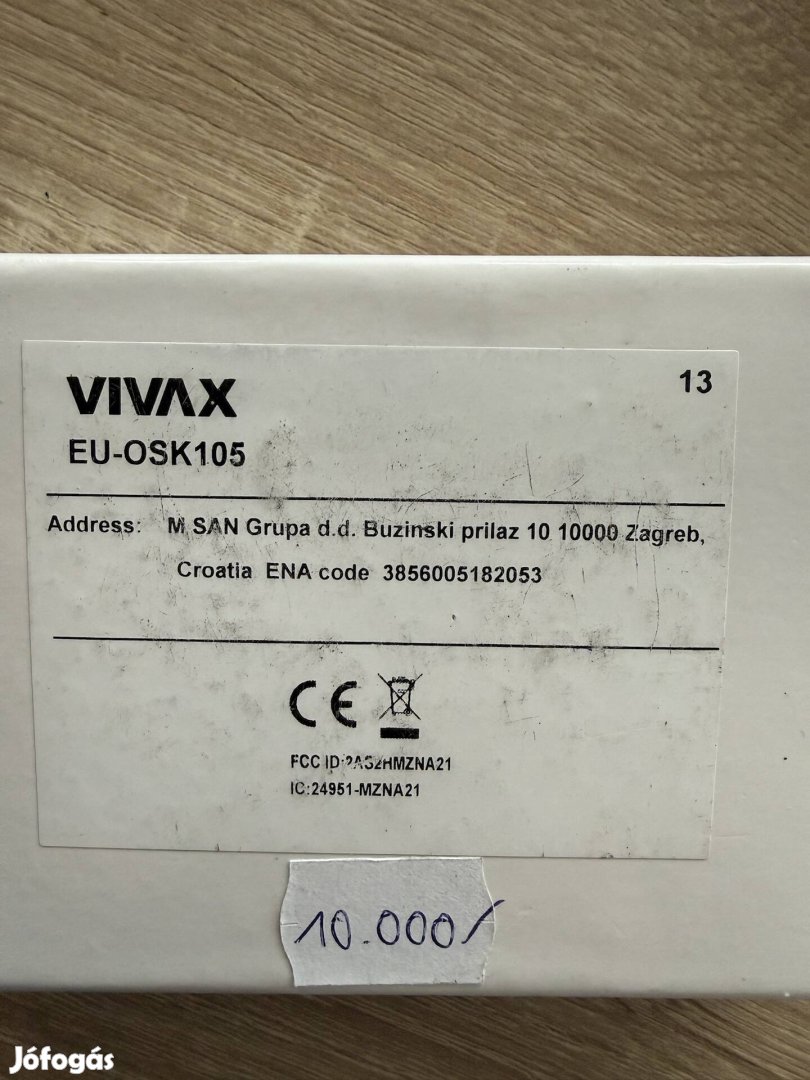 VIVAX
13
EU-OSK105
Address: M SAN Grupa d.d. Buzinski prilaz 10 10000 Zagreb,
Croatia ENA code 3856005182053
CE
FCC ID:2AS2HMZNA21
IC:24951-MZNA21
10.000/
Jófogás